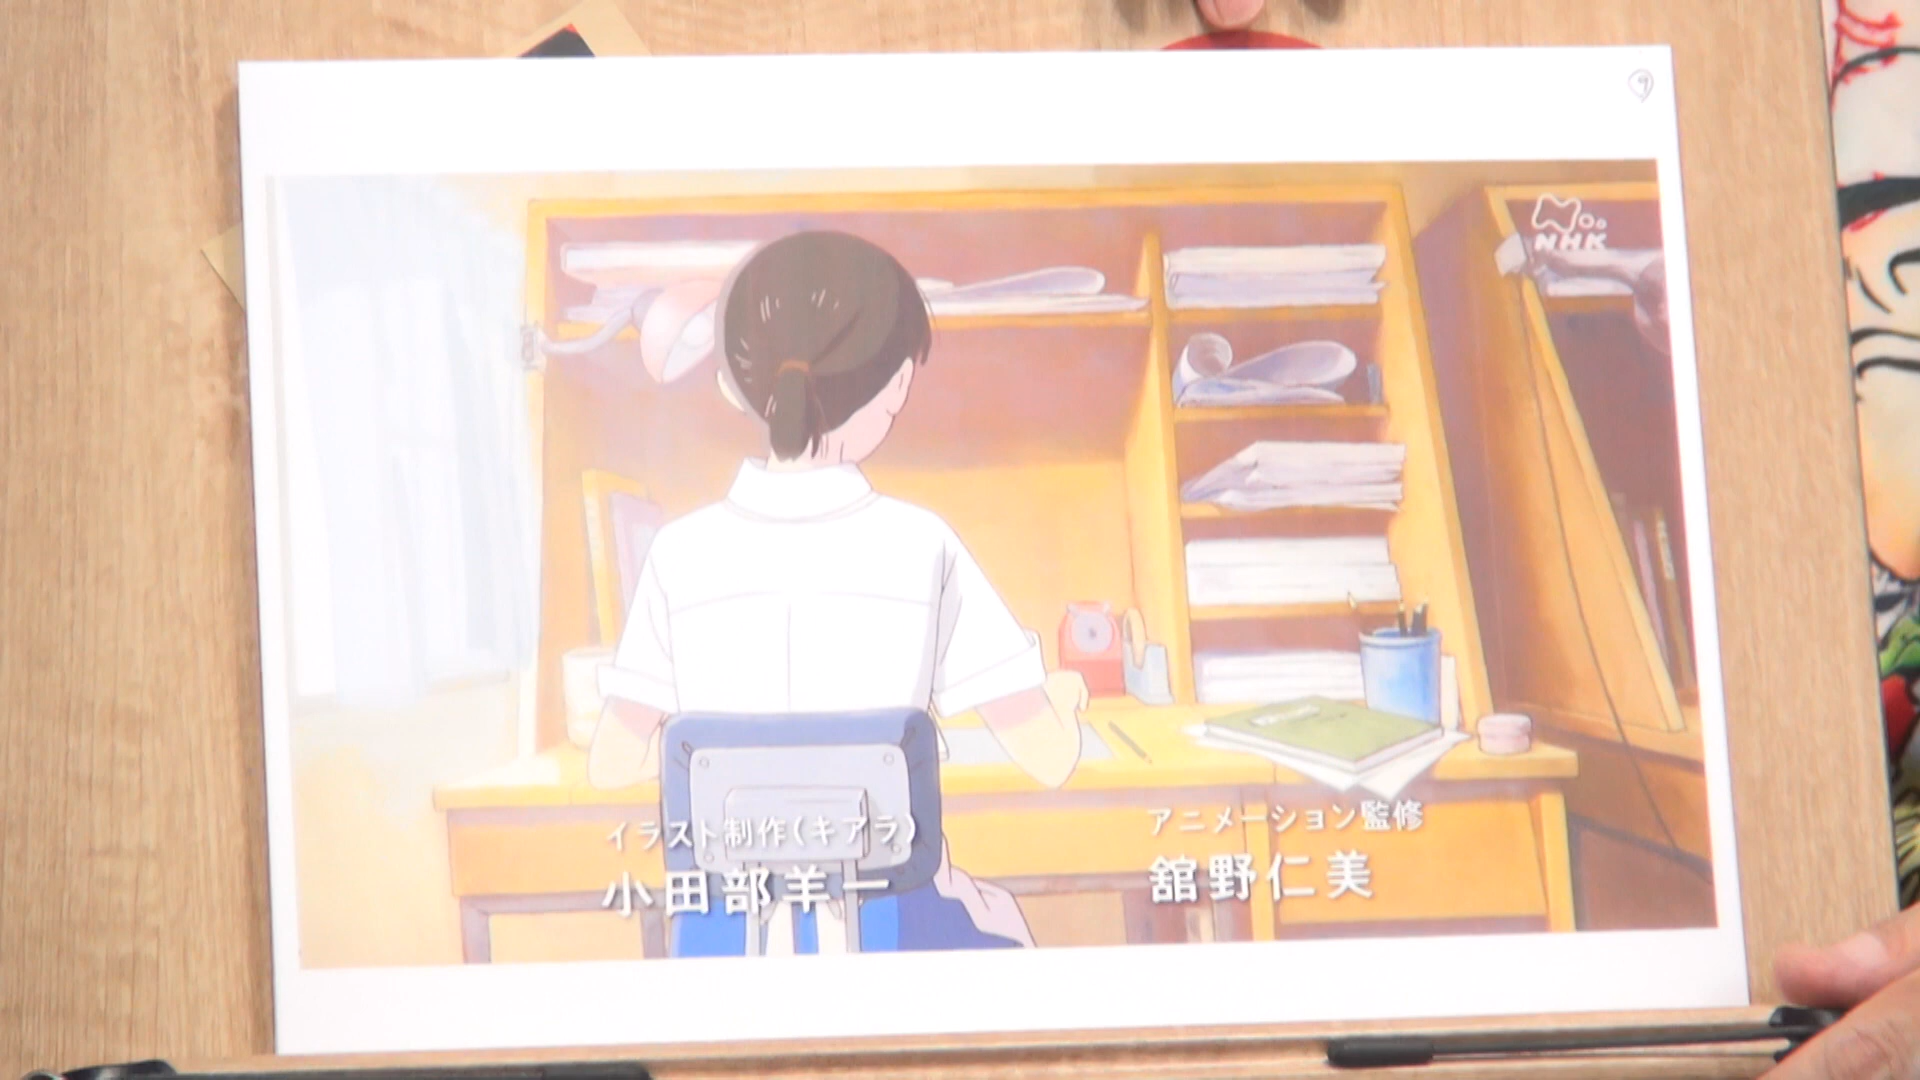 9
NHK
イラスト制作(キアラ)
小田部羊一
アニメーション監修
舘野仁美